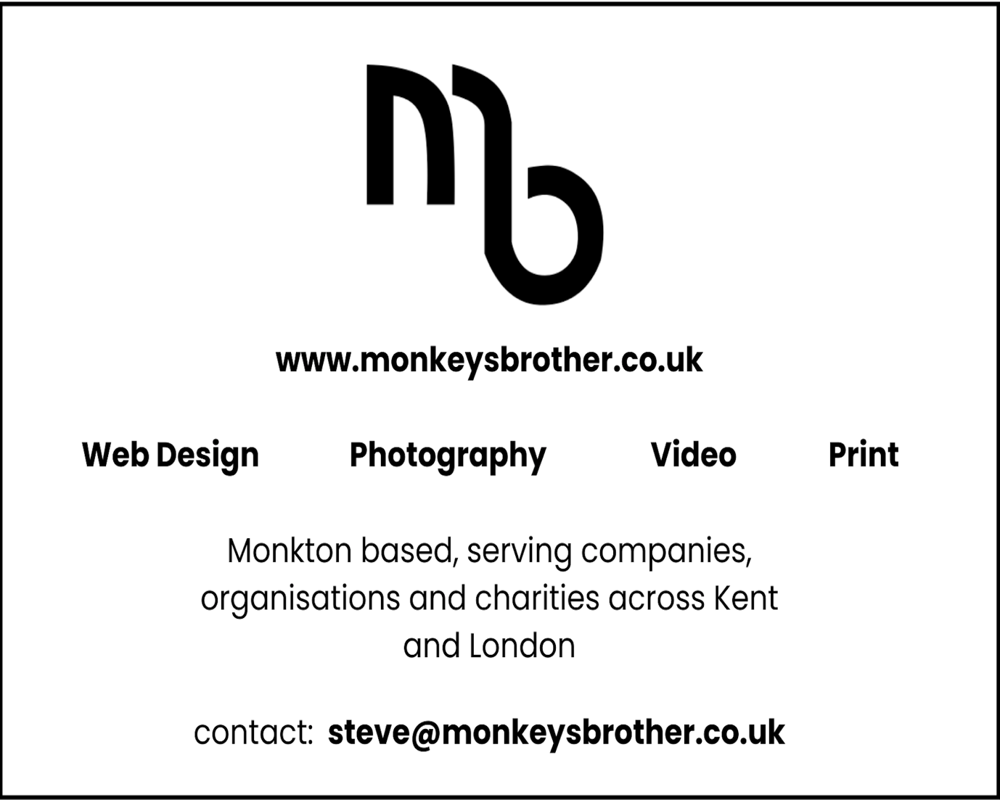 mb
www.monkeysbrother.co.uk
Web Design Photography Video Print
Monkton based, serving companies,
organisations and charities across Kent
and London
contact: steve@monkeysbrother.co.uk